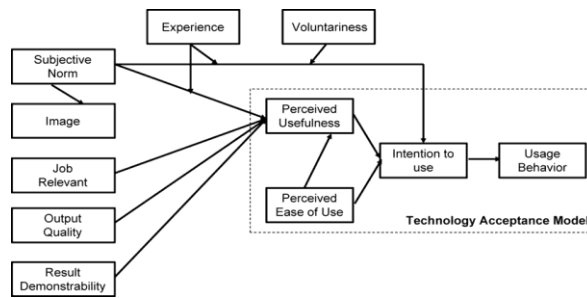 Experience
Voluntariness
Subjective
Norm
Image
Perceived
Usefulness
Job
Relevant
Intention to
use
Usage
Behavior
Output
Quality
Perceived
Ease of Use
Technology Acceptance Model
Result
Demonstrability